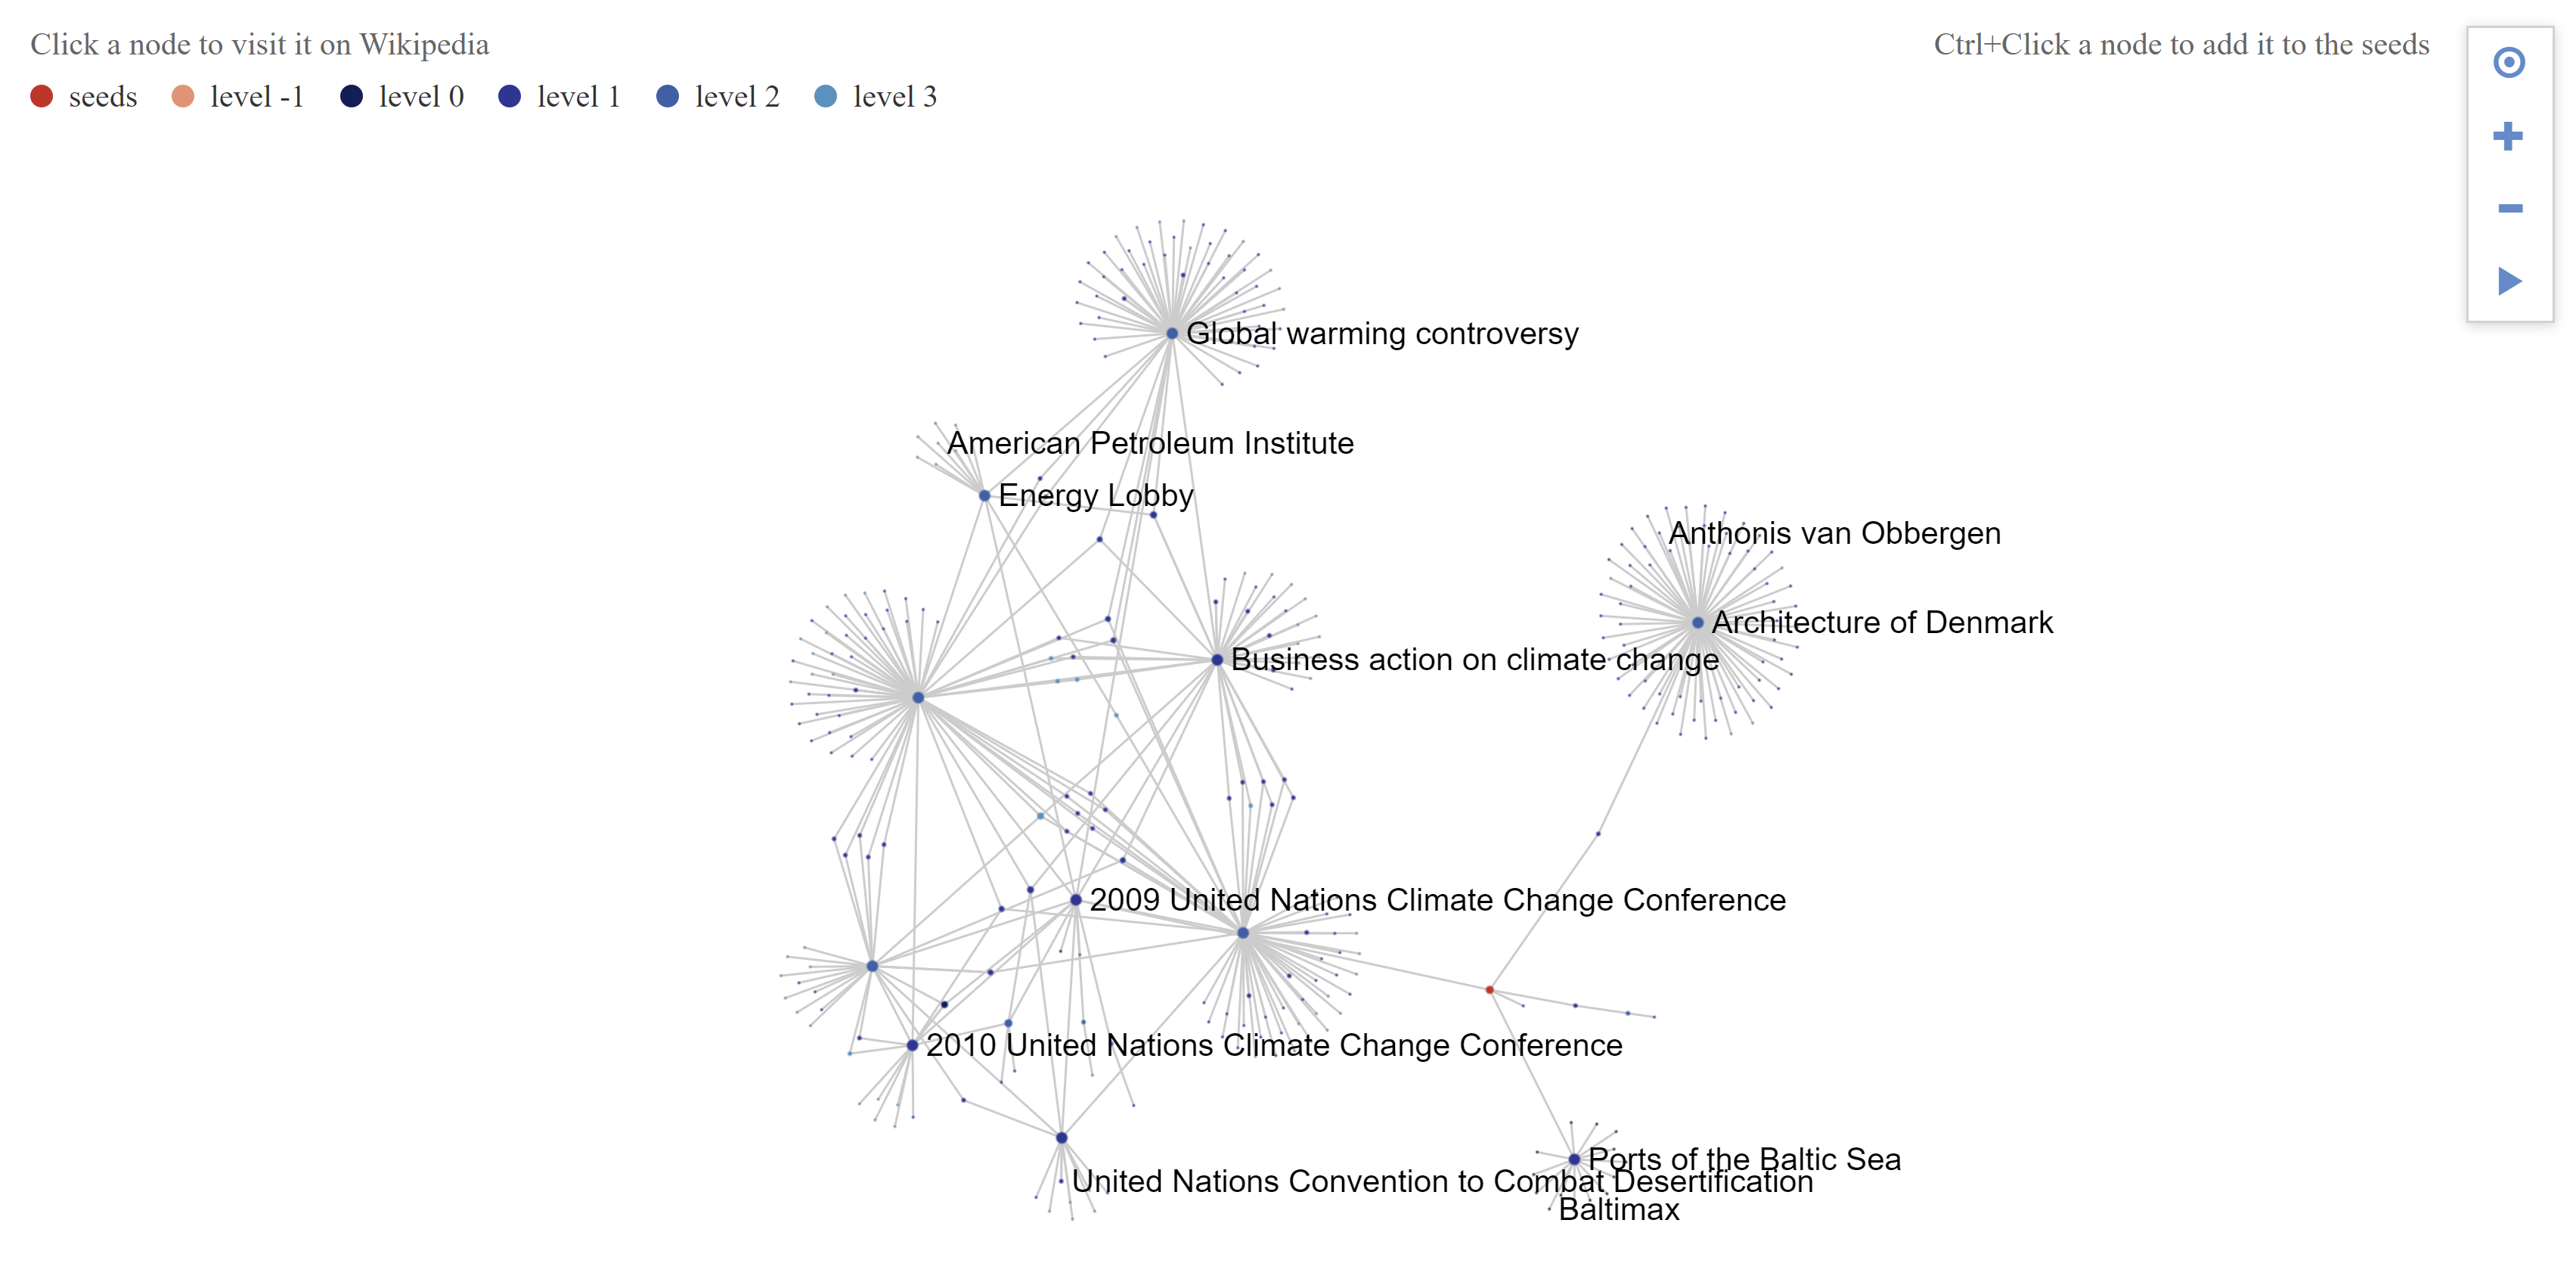 Click a node to visit it on Wikipedia
Ctrl+Click a node to add it to the seeds
seeds level -1 level 0 level 1 level 2 level 3
Global warming controversy
American Petroleum Institute
Energy Lobby
Anthonis van Obbergen
Architecture of Denmark
Business action on climate change
2009 United Nations Climate Change Conference
2010 United Nations Climate Change Conference
Ports of the Baltic Sea
United Nations Convention to Combat Desertification
Baltimax